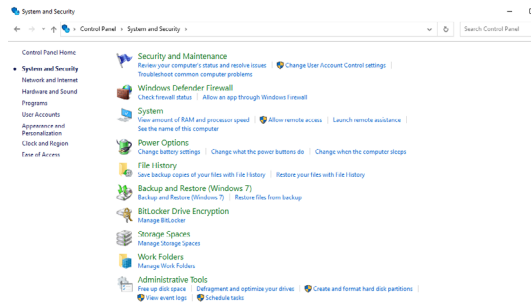 System and Security
Control Panel > System and Security >
Search Control Panel
Control Panel Home
System and Security
Network and Internet
Hardware and Sound
Programs
User Accounts
Appearance and
Personalization
Clock and Region
Ease of Access
Security and Maintenance
Review your computer's status and resolve issues | Change User Account Control settings |
Troubleshoot common computer problems
Windows Defender Firewall
Check firewall status | Allow an app through Windows Firewall
System
View amount of RAM and processor speed | Allow remote access | Launch remote assistance |
See the name of this computer
Power Options
Change battery settings | Change what the power buttons do | Change when the computer sleeps
File History
Save backup copies of your files with File History | Restore your files with File History
Backup and Restore (Windows 7)
Backup and Restore (Windows 7) | Restore files from backup
BitLocker Drive Encryption
Manage BitLocker
Storage Spaces
Manage Storage Spaces
Work Folders
Manage Work Folders
Administrative Tools
Free up disk space | Defragment and optimize your drives | Create and format hard disk partitions |
View event logs | Schedule tasks